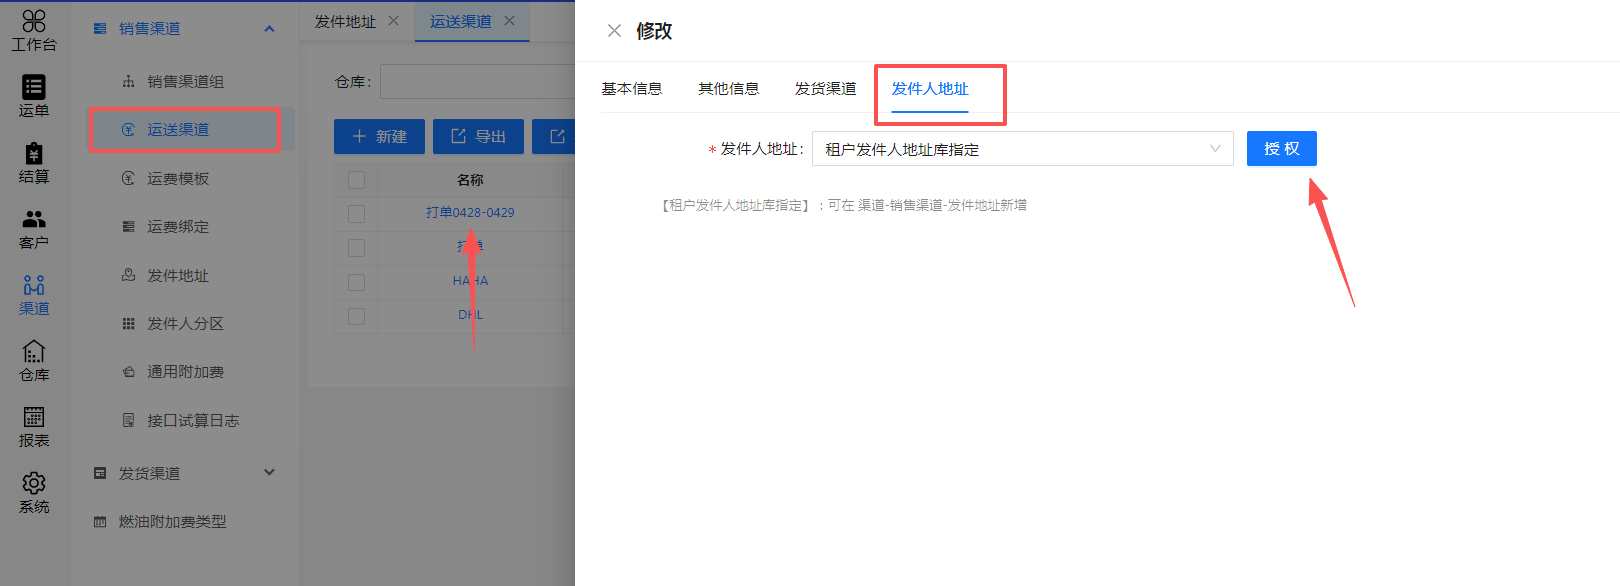 工作台
运单
结算
客户
渠道
仓库
报表
系统
销售渠道
销售渠道组
运送渠道
运费模板
运费绑定
发件地址
发件人分区
通用附加费
接口试算日志
发货渠道
燃油附加费类型
发件地址
运送渠道
仓库:
新建
导出
名称
打单0428-0429
打单
HAHA
DHL
修改
基本信息
其他信息
发货渠道
发件人地址
* 发件人地址: 租户发件人地址库指定
授 权
【租户发件人地址库指定】 : 可在 渠道-销售渠道-发件地址新增